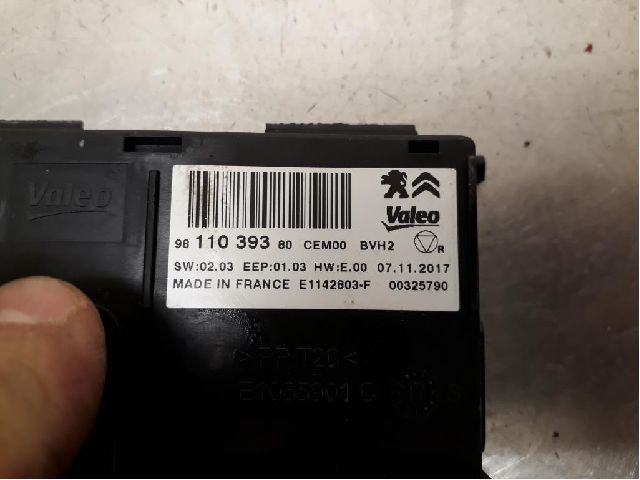 Valeo
Valeo
98 110 393 80 CEM00 BVH2
R
SW:02.03 EEP:01.03 HW:E.00 07.11.2017
MADE IN FRANCE E1142803-F 00325790
>PP T20<
E1065901